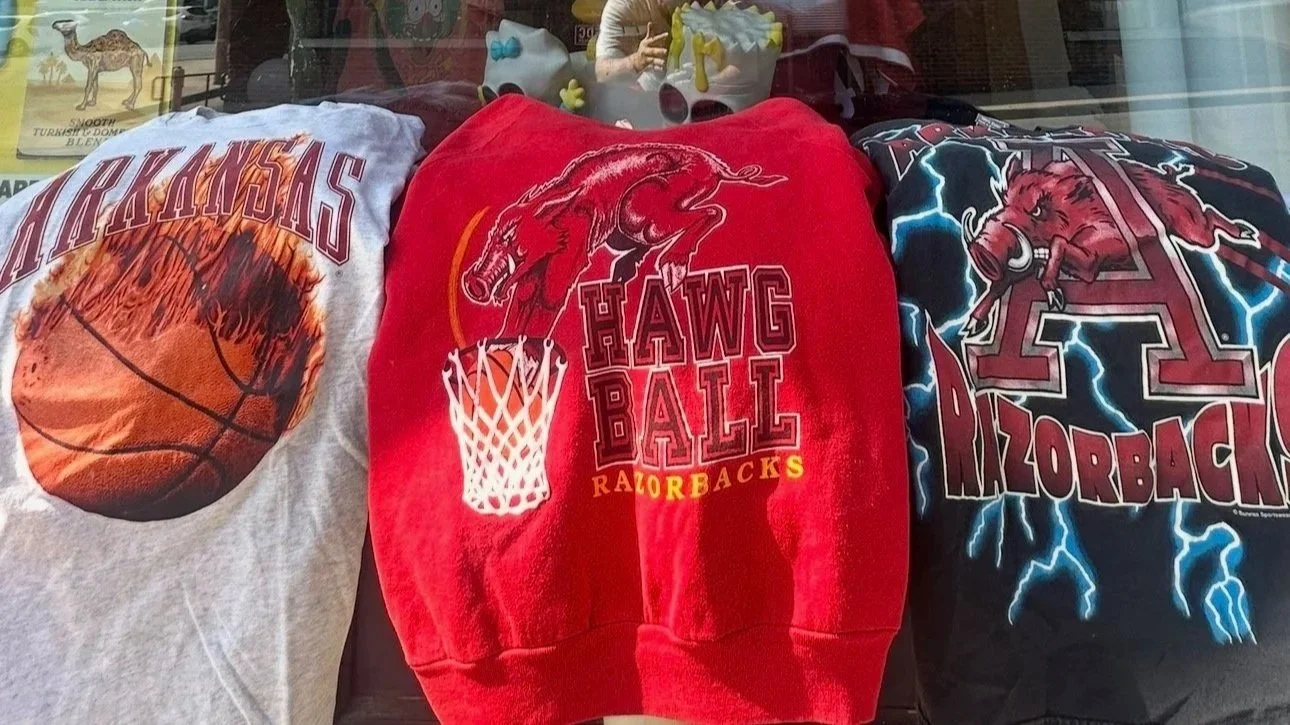 SMOOTH
TURKISH & DOME
BLEN
ARKANSAS
HAWG
BALL
RAZORBACKS
A
RAZORBACKS